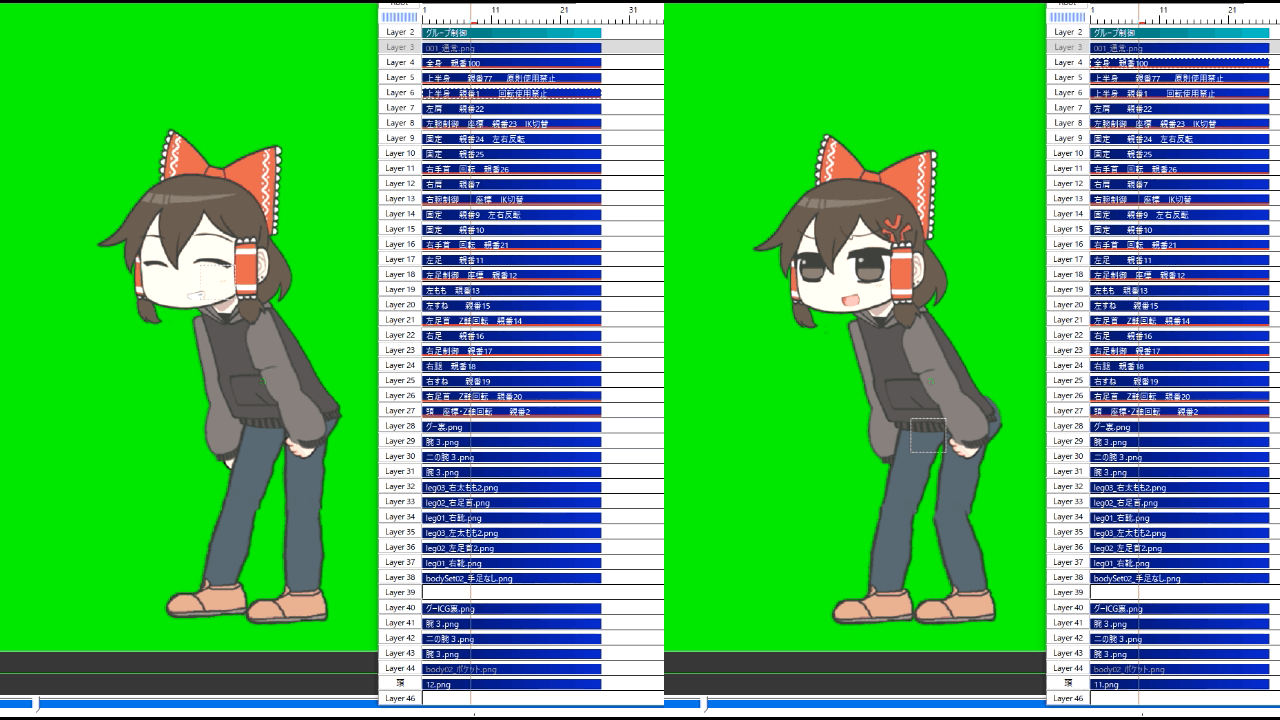 Root
1 11 21 31
Layer 2 グループ制御
Layer 3 001_通常.png
Layer 4 全身 親番100
Layer 5 上半身 親番77 原則使用禁止
Layer 6 上半身 親番1 回転使用禁止
Layer 7 左肩 親番22
Layer 8 左腕制御 座標 親番23 IK切替
Layer 9 固定 親番24 左右反転
Layer 10 固定 親番25
Layer 11 右手首 回転 親番26
Layer 12 右肩 親番7
Layer 13 右腕制御 座標 IK切替
Layer 14 固定 親番9 左右反転
Layer 15 固定 親番10
Layer 16 右手首 回転 親番21
Layer 17 左足 親番11
Layer 18 左足制御 座標 親番12
Layer 19 左もも 親番13
Layer 20 左すね 親番15
Layer 21 左足首 Z軸回転 親番14
Layer 22 右足 親番16
Layer 23 右足制御 親番17
Layer 24 右腿 親番18
Layer 25 右すね 親番19
Layer 26 右足首 Z軸回転 親番20
Layer 27 頭 座標・Z軸回転 親番2
Layer 28 グー裏.png
Layer 29 腕3.png
Layer 30 二の腕3.png
Layer 31 腕3.png
Layer 32 leg03_右太もも2.png
Layer 33 leg02_右足首.png
Layer 34 leg01_右靴.png
Layer 35 leg03_左太もも2.png
Layer 36 leg02_左足首2.png
Layer 37 leg01_右靴.png
Layer 38 bodySet02_手足なし.png
Layer 39
Layer 40 グーICG裏.png
Layer 41 腕3.png
Layer 42 二の腕3.png
Layer 43 腕3.png
Layer 44 body02_ポケット.png
頭 12.png
Layer 46
Root
1 11 21
Layer 2 グループ制御
Layer 3 001_通常.png
Layer 4 全身 親番100
Layer 5 上半身 親番77 原則使用禁止
Layer 6 上半身 親番1 回転使用禁止
Layer 7 左肩 親番22
Layer 8 左腕制御 座標 親番23 IK切替
Layer 9 固定 親番24 左右反転
Layer 10 固定 親番25
Layer 11 右手首 回転 親番26
Layer 12 右肩 親番7
Layer 13 右腕制御 座標 IK切替
Layer 14 固定 親番9 左右反転
Layer 15 固定 親番10
Layer 16 右手首 回転 親番21
Layer 17 左足 親番11
Layer 18 左足制御 座標 親番12
Layer 19 左もも 親番13
Layer 20 左すね 親番15
Layer 21 左足首 Z軸回転 親番14
Layer 22 右足 親番16
Layer 23 右足制御 親番17
Layer 24 右腿 親番18
Layer 25 右すね 親番19
Layer 26 右足首 Z軸回転 親番20
Layer 27 頭 座標・Z軸回転 親番2
Layer 28 グー裏.png
Layer 29 腕3.png
Layer 30 二の腕3.png
Layer 31 腕3.png
Layer 32 leg03_右太もも2.png
Layer 33 leg02_右足首.png
Layer 34 leg01_右靴.png
Layer 35 leg03_左太もも2.png
Layer 36 leg02_左足首2.png
Layer 37 leg01_右靴.png
Layer 38 bodySet02_手足なし.png
Layer 39
Layer 40 グーICG裏.png
Layer 41 腕3.png
Layer 42 二の腕3.png
Layer 43 腕3.png
Layer 44 body02_ポケット.png
頭 11.png
Layer 46